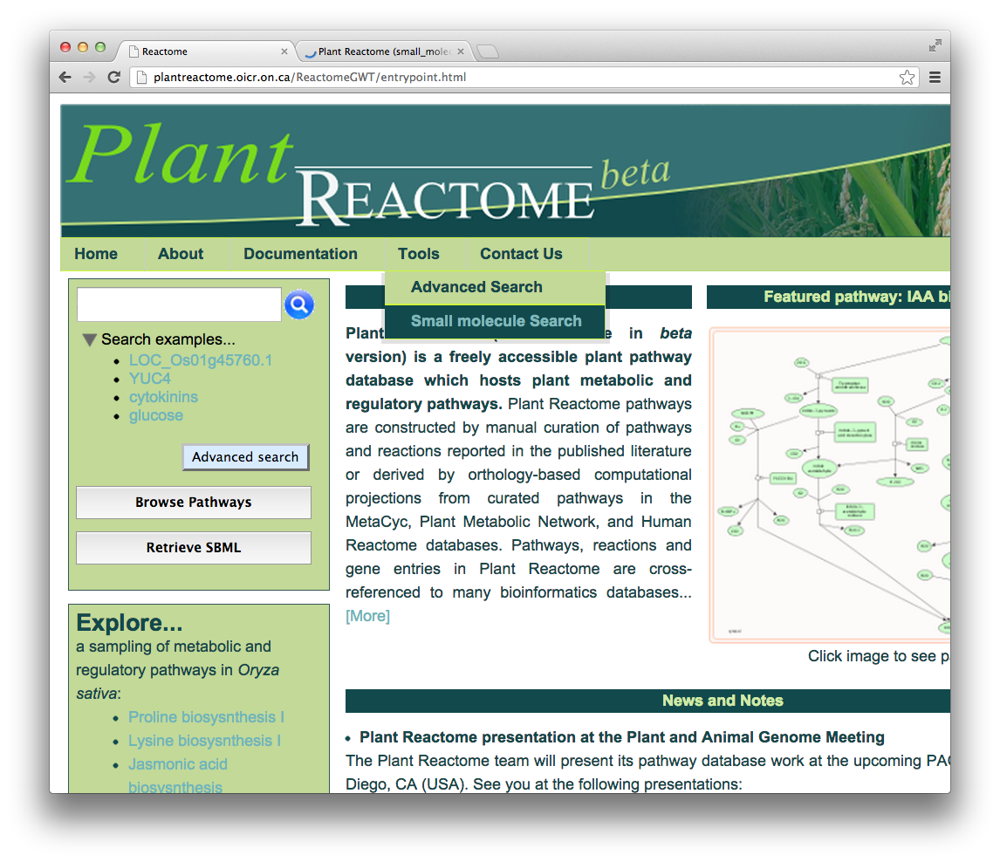 Reactome
Plant Reactome (small_molec
plantreactome.oicr.on.ca/ReactomeGWT/entrypoint.html
Plant REACTOME beta
Home About Documentation Tools Contact Us
Advanced Search
Small molecule Search
Search examples...
LOC_Os01g45760.1
YUC4
cytokinins
glucose
Advanced search
Browse Pathways
Retrieve SBML
Explore...
a sampling of metabolic and
regulatory pathways in Oryza
sativa:
Proline biosysnthesis I
Lysine biosysnthesis I
Jasmonic acid
biosysnthesis
Plant in beta
version) is a freely accessible plant pathway
database which hosts plant metabolic and
regulatory pathways. Plant Reactome pathways
are constructed by manual curation of pathways
and reactions reported in the published literature
or derived by orthology-based computational
projections from curated pathways in the
MetaCyc, Plant Metabolic Network, and Human
Reactome databases. Pathways, reactions and
gene entries in Plant Reactome are cross-
referenced to many bioinformatics databases...
[More]
Featured pathway: IAA bi
Click image to see pa
News and Notes
Plant Reactome presentation at the Plant and Animal Genome Meeting
The Plant Reactome team will present its pathway database work at the upcoming PAG
Diego, CA (USA). See you at the following presentations: